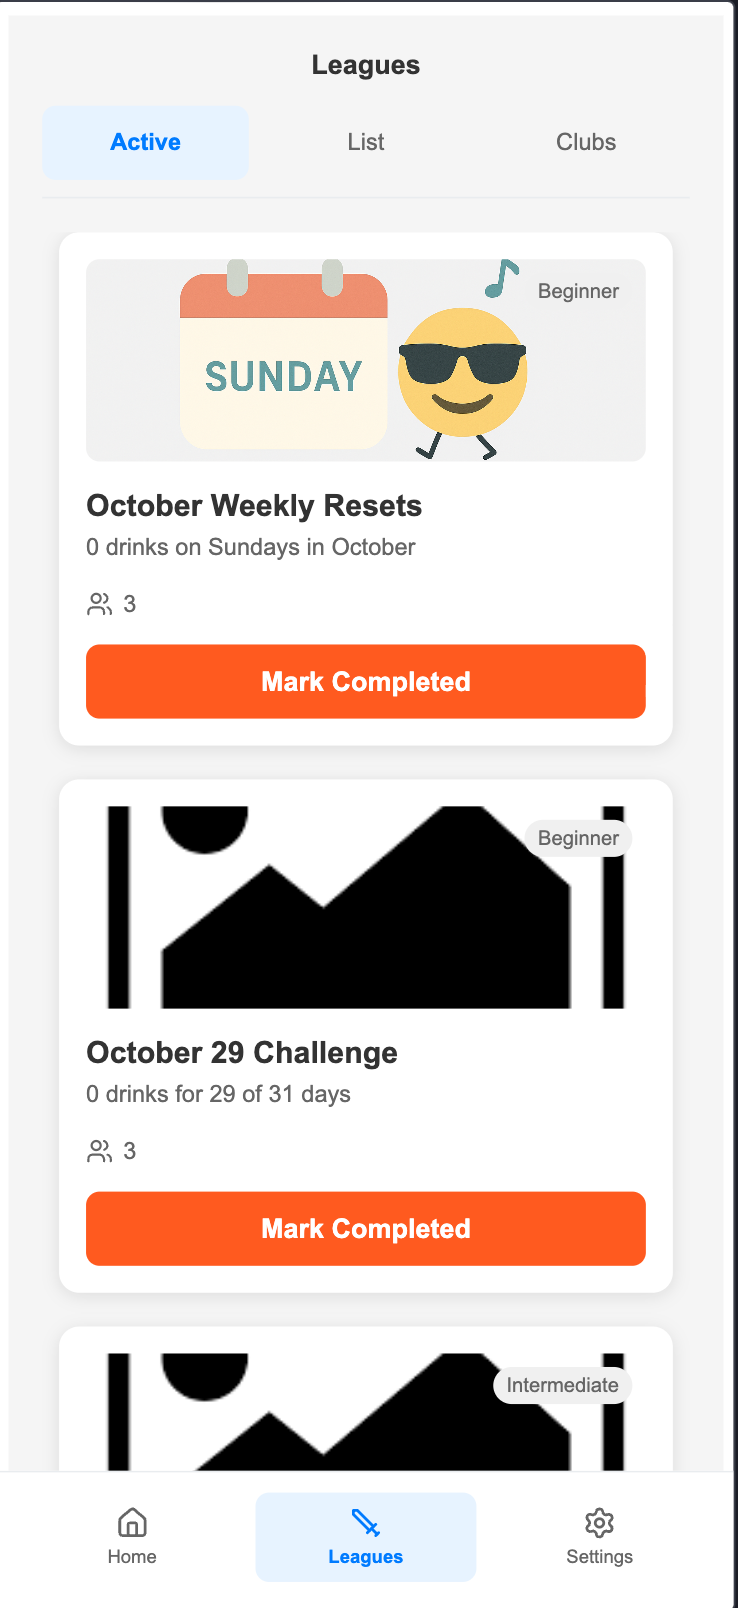 Leagues
Active
List
Clubs
Beginner
SUNDAY
October Weekly Resets
0 drinks on Sundays in October
3
Mark Completed
Beginner
October 29 Challenge
0 drinks for 29 of 31 days
3
Mark Completed
Intermediate
Home
Leagues
Settings